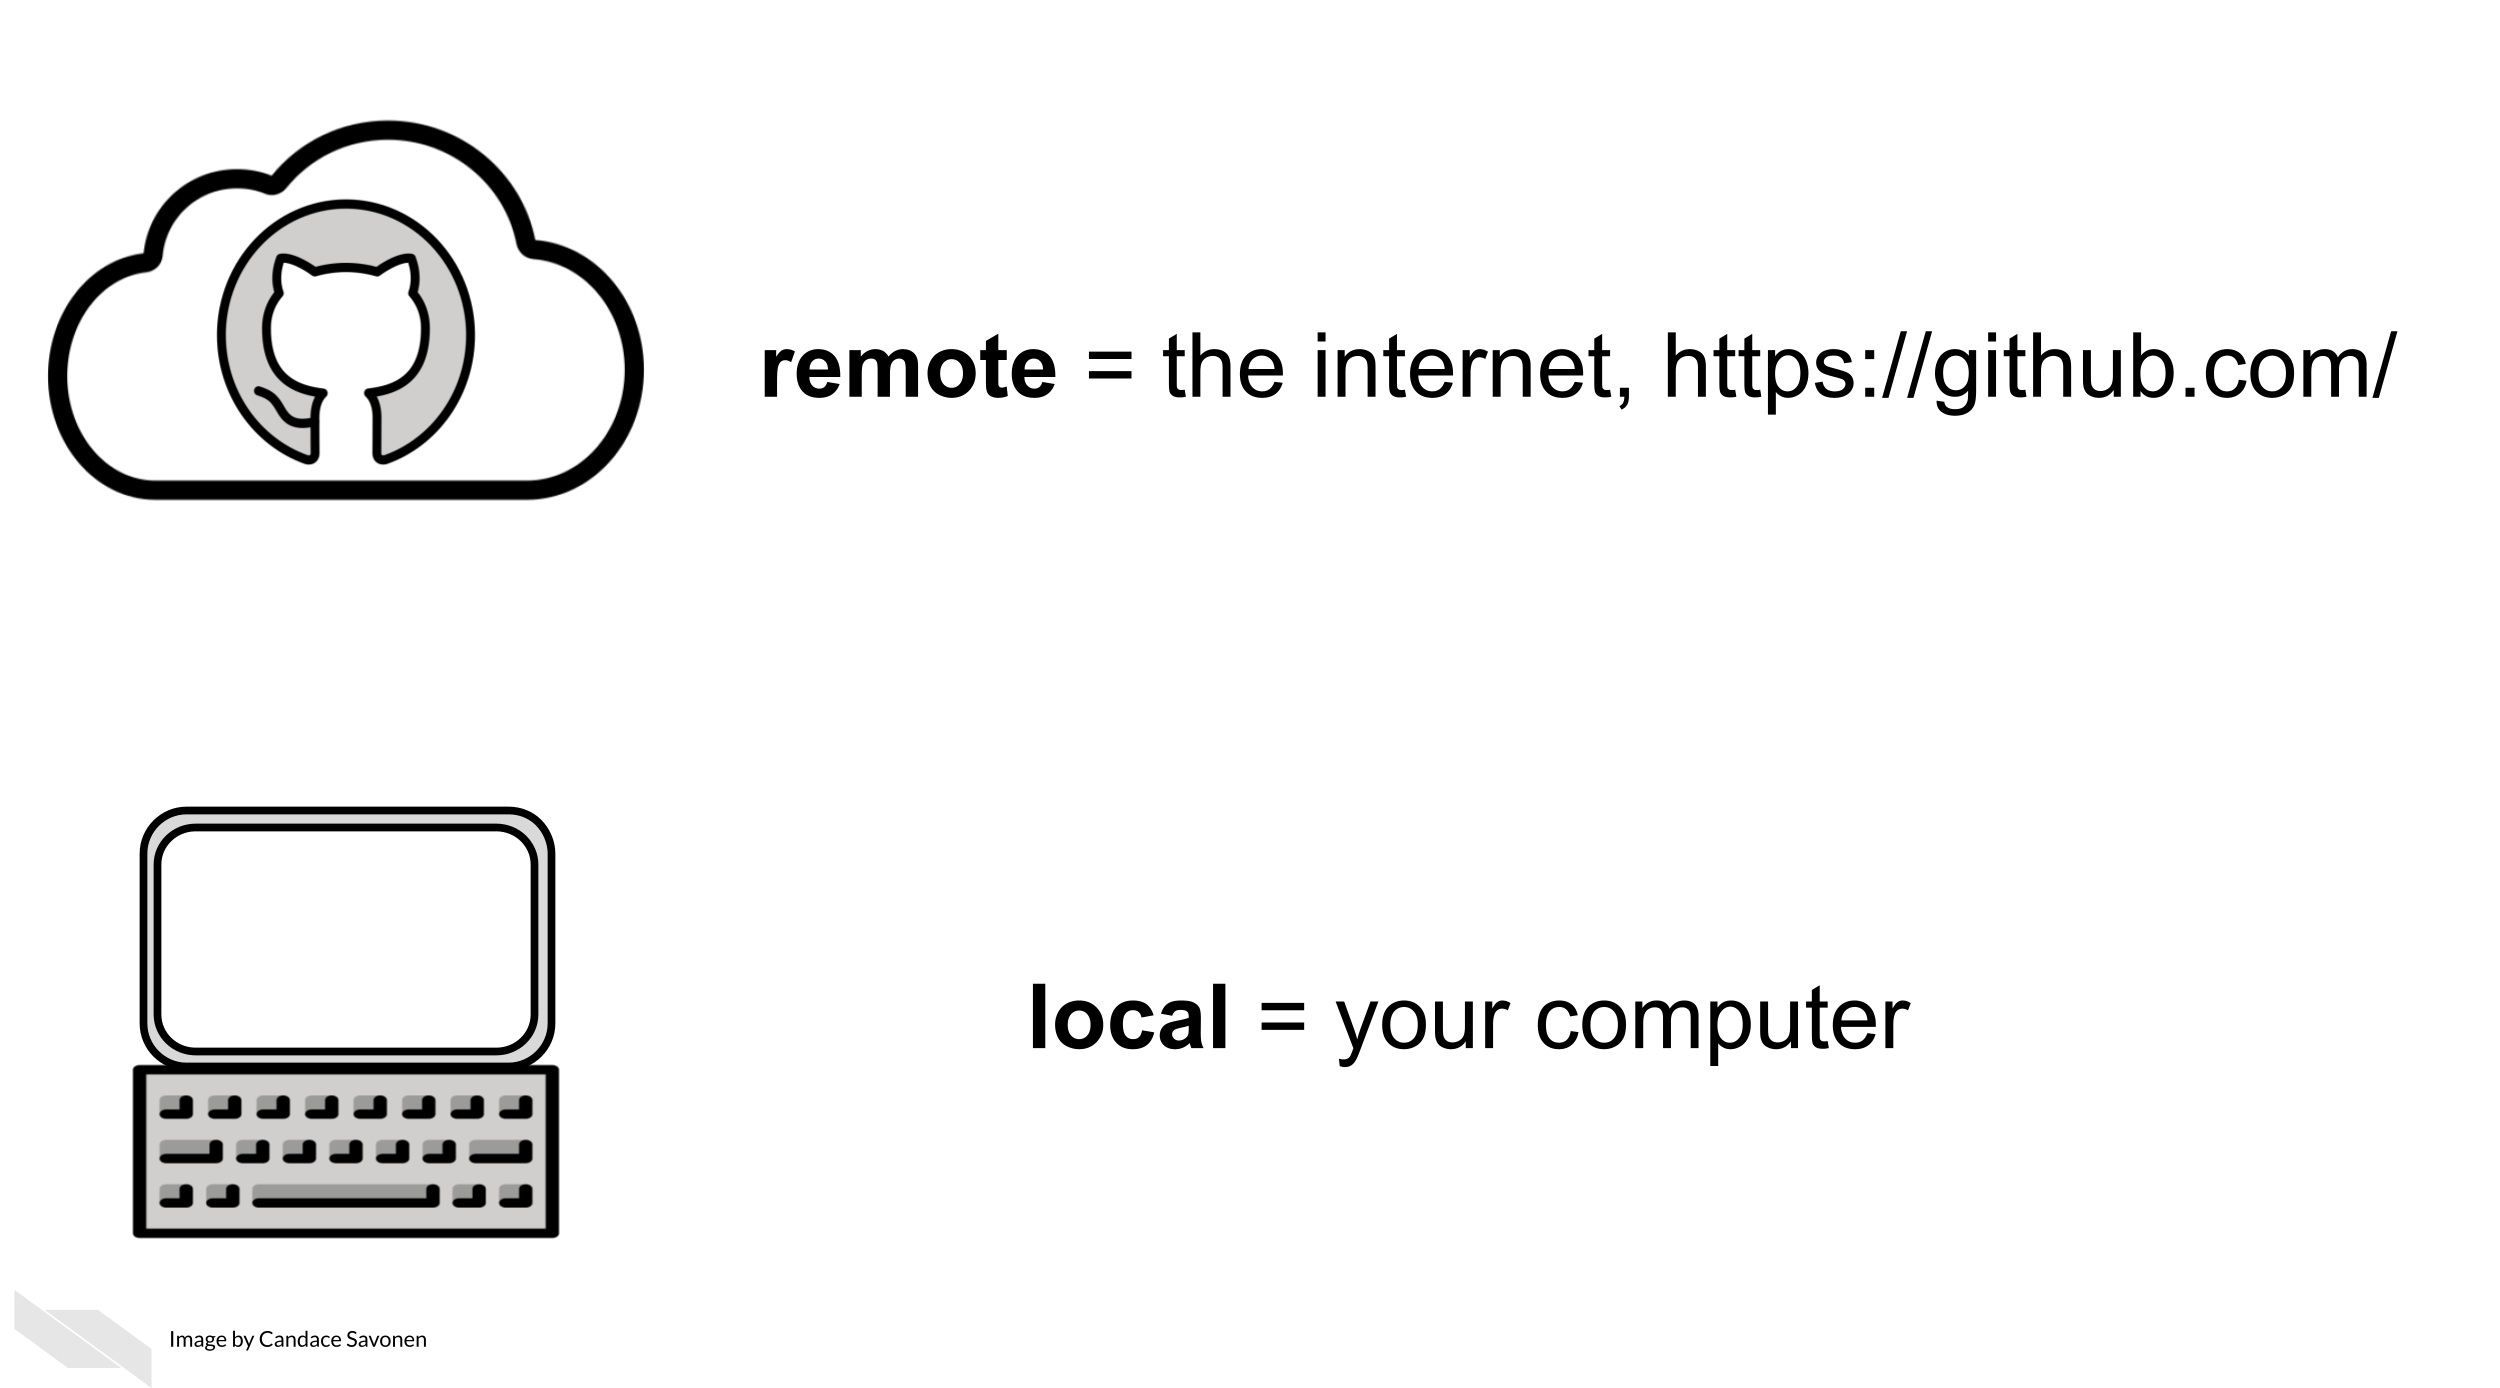 remote = the internet, https://github.com/
local = your computer
Image by Candace Savonen